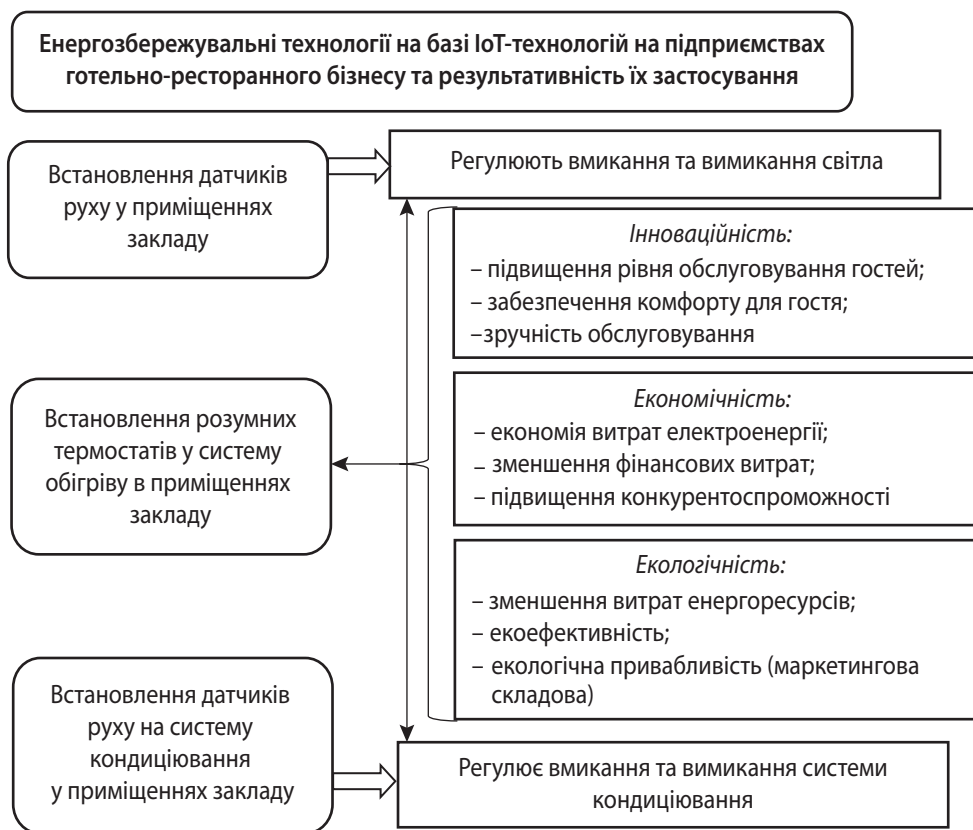 Енергозбережувальні технології на базі IoT-технологій на підприємствах
готельно-ресторанного бізнесу та результативність їх застосування
Встановлення датчиків
руху у приміщеннях
закладу
Регулюють вмикання та вимикання світла
Інноваційність:
– підвищення рівня обслуговування гостей;
– забезпечення комфорту для гостя;
–зручність обслуговування
Встановлення розумних
термостатів у систему
обігріву в приміщеннях
закладу
Економічність:
– економія витрат електроенергії;
– зменшення фінансових витрат;
– підвищення конкурентоспроможності
Екологічність:
– зменшення витрат енергоресурсів;
– екоефективність;
– екологічна привабливість (маркетингова
складова)
Встановлення датчиків
руху на систему
кондиціювання
у приміщеннях закладу
Регулює вмикання та вимикання системи
кондиціювання